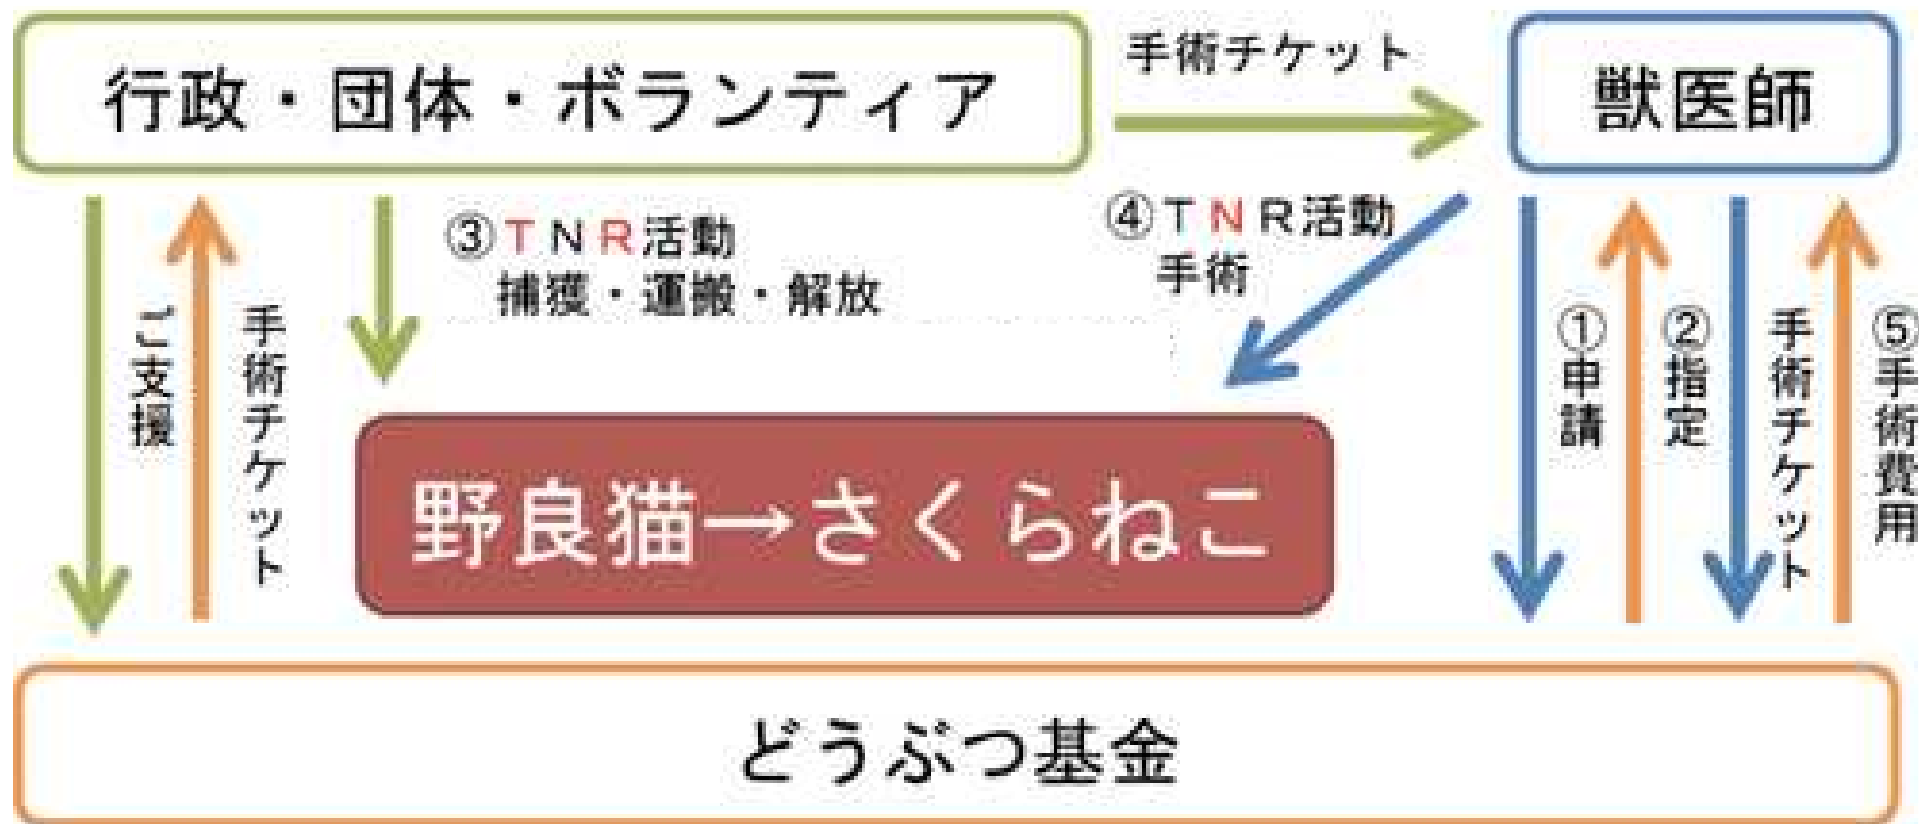 行政・団体・ボランティア
手術チケット
獣医師
③TNR活動
捕獲・運搬・解放
④TNR活動
手術
ご支援
手術チケット
①申請
②指定
手術チケット
⑤手術費用
野良猫→さくらねこ
どうぶつ基金